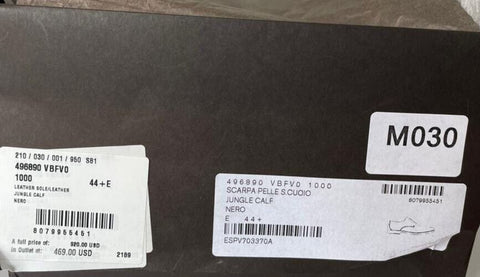 210 / 030 / 001 / 950 S81
496890 VBFV0
1000 44+E
LEATHER SOLE/LEATHER
JUNGLE CALF
NERO
8079955451
A full price of: 920.00 USD
In Outlet at: 469.00 USD 2189
M030
8079955451
496890 VBFV0 1000
SCARPA PELLE S.CUOIO
JUNGLE CALF
NERO
E 44+
ESPV703370A